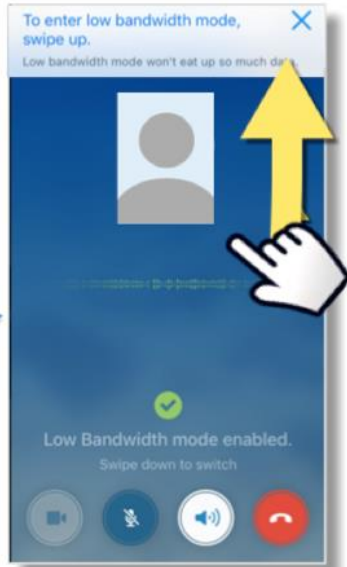 To enter low bandwidth mode,
swipe up.
Low bandwidth mode won't eat up so much data.
Low Bandwidth mode enabled.
Swipe down to switch